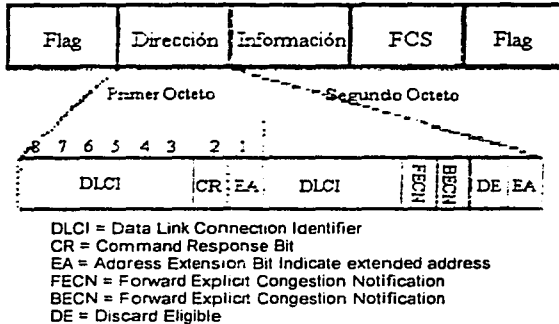 Flag Dirección Información FCS Flag
Primer Octeto Segundo Octeto
8 7 6 5 4 3 2 1
DLCI CR EA DLCI FECN BECN DE EA
DLCI = Data Link Connection Identifier
CR = Command Response Bit
EA = Address Extension Bit Indicate extended address
FECN = Forward Explicit Congestion Notification
BECN = Forward Explicit Congestion Notification
DE = Discard Eligible